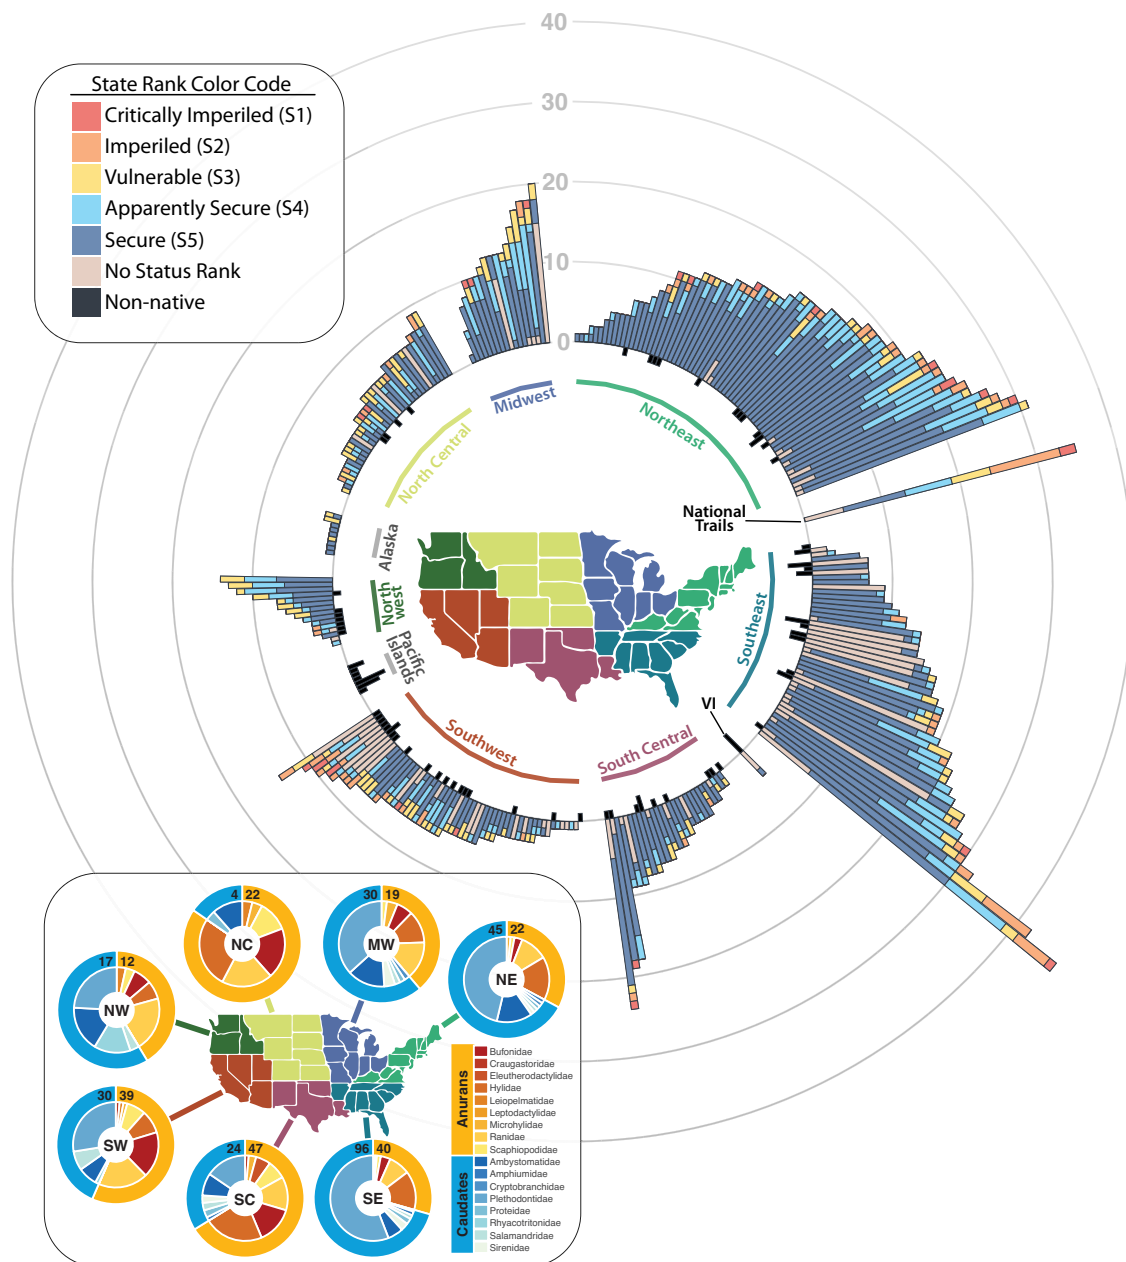 40
30
20
10
0
State Rank Color Code
Critically Imperiled (S1)
Imperiled (S2)
Vulnerable (S3)
Apparently Secure (S4)
Secure (S5)
No Status Rank
Non-native
Midwest
Northeast
North Central
National
Trails
Alaska
North
west
Pacific
Islands
Southeast
VI
Southwest
South Central
4 22
NC
30 19
MW
45 22
NE
17 12
NW
30 39
SW
24 47
SC
96 40
SE
Anurans
Bufonidae
Craugastoridae
Eleutherodactylidae
Hylidae
Leiopelmatidae
Leptodactylidae
Microhylidae
Ranidae
Scaphiopodidae
Caudates
Ambystomatidae
Amphiumidae
Cryptobranchidae
Plethodontidae
Proteidae
Rhyacotritonidae
Salamandridae
Sirenidae